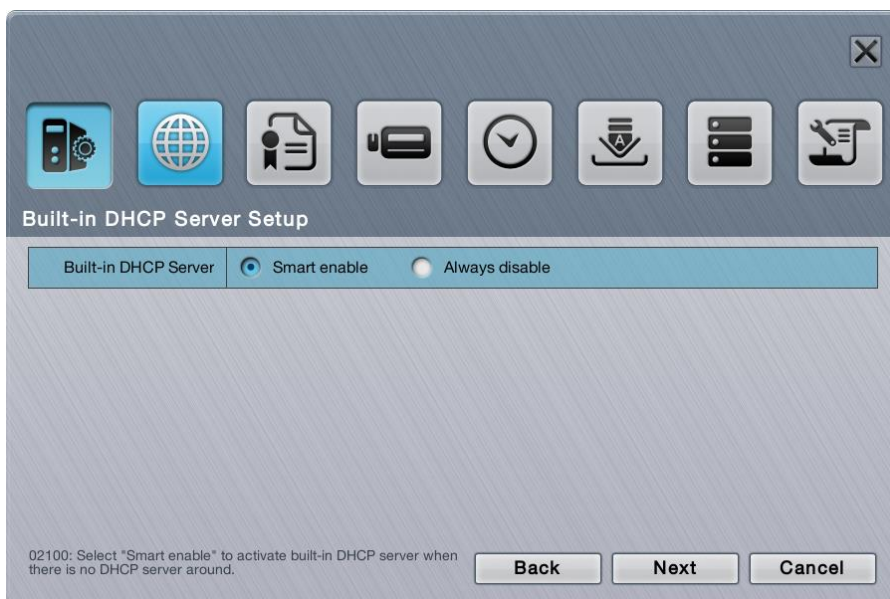 Built-in DHCP Server Setup
Built-in DHCP Server Smart enable Always disable
02100: Select "Smart enable" to activate built-in DHCP server when
there is no DHCP server around.
Back Next Cancel